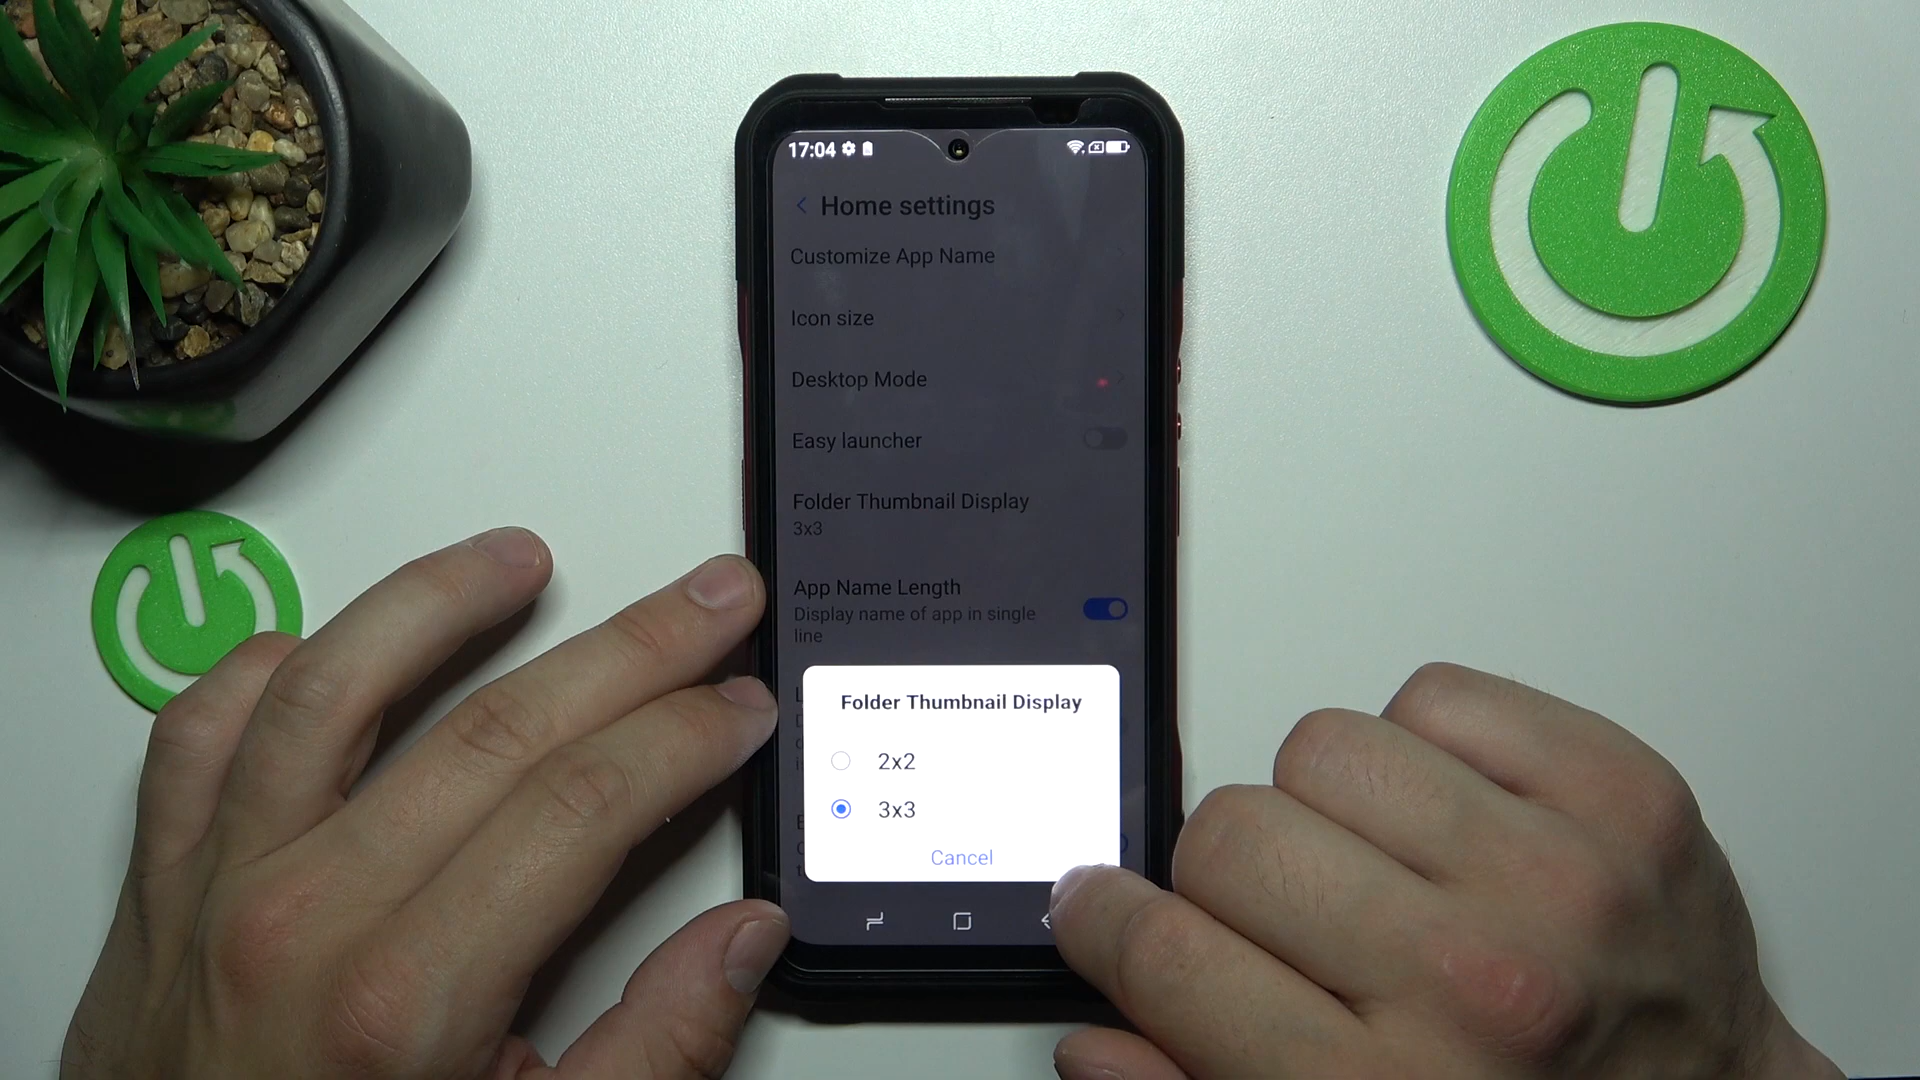 17:04
Home settings
Customize App Name
Icon size
Desktop Mode
Easy launcher
Folder Thumbnail Display
3x3
App Name Length
Display name of app in single
line
Folder Thumbnail Display
2x2
3x3
Cancel